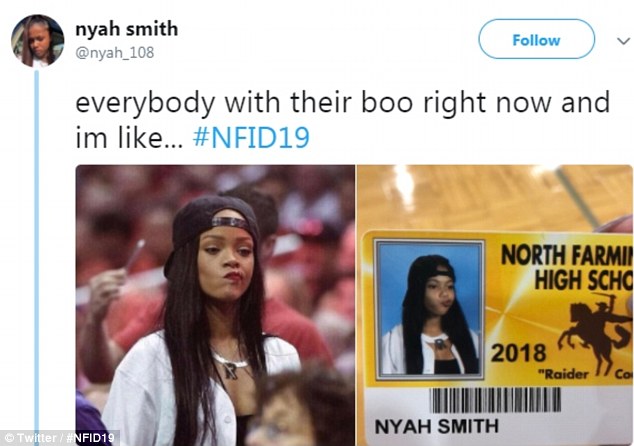 nyah smith
@nyah_108
Follow
everybody with their boo right now and
im like... #NFID19
NORTH FARMIN
HIGH SCHO
2018
"Raider Co
NYAH SMITH
© Twitter / #NFID19